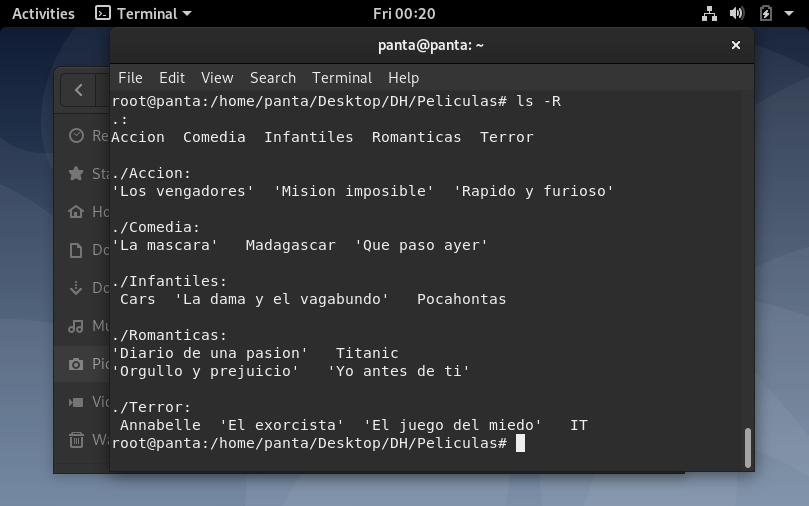 Activities Terminal Fri 00:20
panta@panta: ~
File Edit View Search Terminal Help
root@panta:/home/panta/Desktop/DH/Peliculas# ls -R
.:
Accion  Comedia  Infantiles  Romanticas  Terror
./Accion:
'Los vengadores'  'Mision imposible'  'Rapido y furioso'
./Comedia:
'La mascara'   Madagascar  'Que paso ayer'
./Infantiles:
 Cars  'La dama y el vagabundo'   Pocahontas
./Romanticas:
'Diario de una pasion'   Titanic
'Orgullo y prejuicio'   'Yo antes de ti'
./Terror:
 Annabelle  'El exorcista'  'El juego del miedo'   IT
root@panta:/home/panta/Desktop/DH/Peliculas#
Re
Sta
Ho
Do
Do
Mu
Pic
Vid
Wa